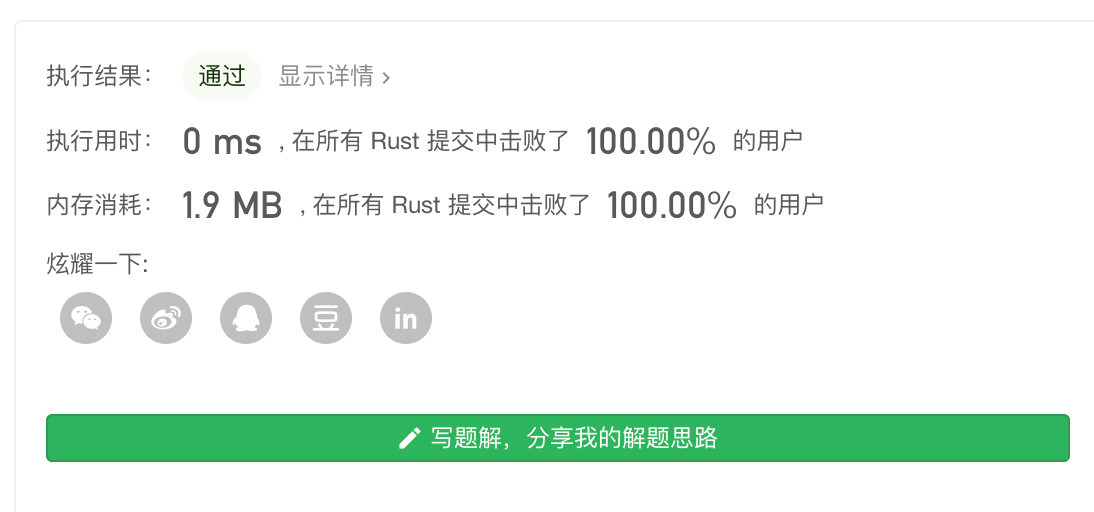 执行结果： 通过 显示详情 ›
执行用时： 0 ms , 在所有 Rust 提交中击败了 100.00% 的用户
内存消耗： 1.9 MB , 在所有 Rust 提交中击败了 100.00% 的用户
炫耀一下:
豆 in
写题解，分享我的解题思路